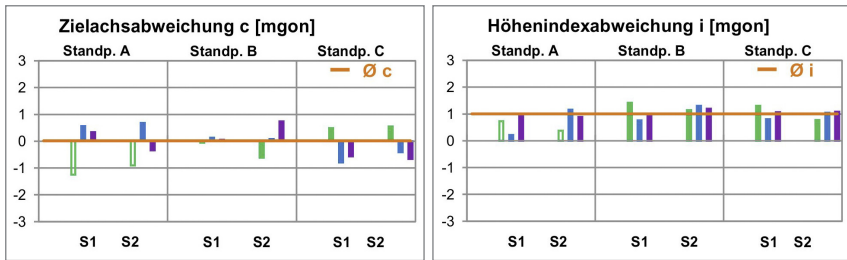 Zielachsabweichung c [mgon]
Standp. A Standp. B Standp. C
3
Ø c
2
1
0
-1
-2
-3
S1 S2 S1 S2 S1 S2
Höhenindexabweichung i [mgon]
Standp. A Standp. B Standp. C
3
Ø i
2
1
0
-1
-2
-3
S1 S2 S1 S2 S1 S2